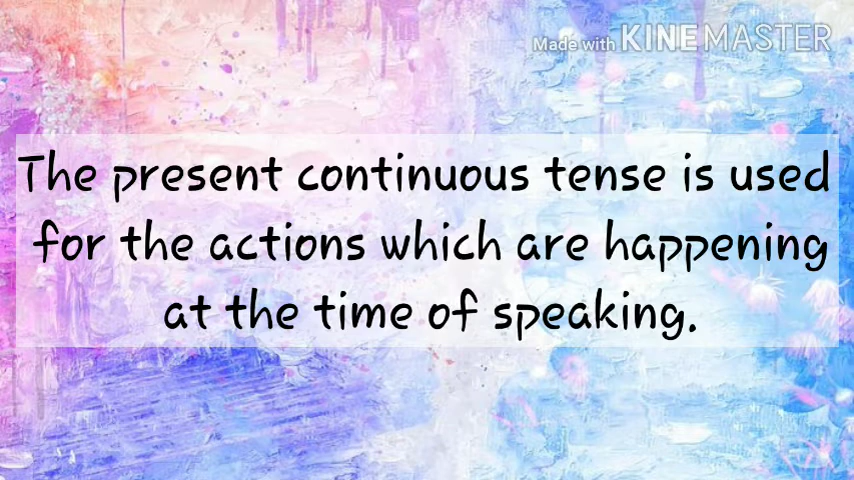 Made with KINEMASTER
The present continuous tense is used
for the actions which are happening
at the time of speaking.